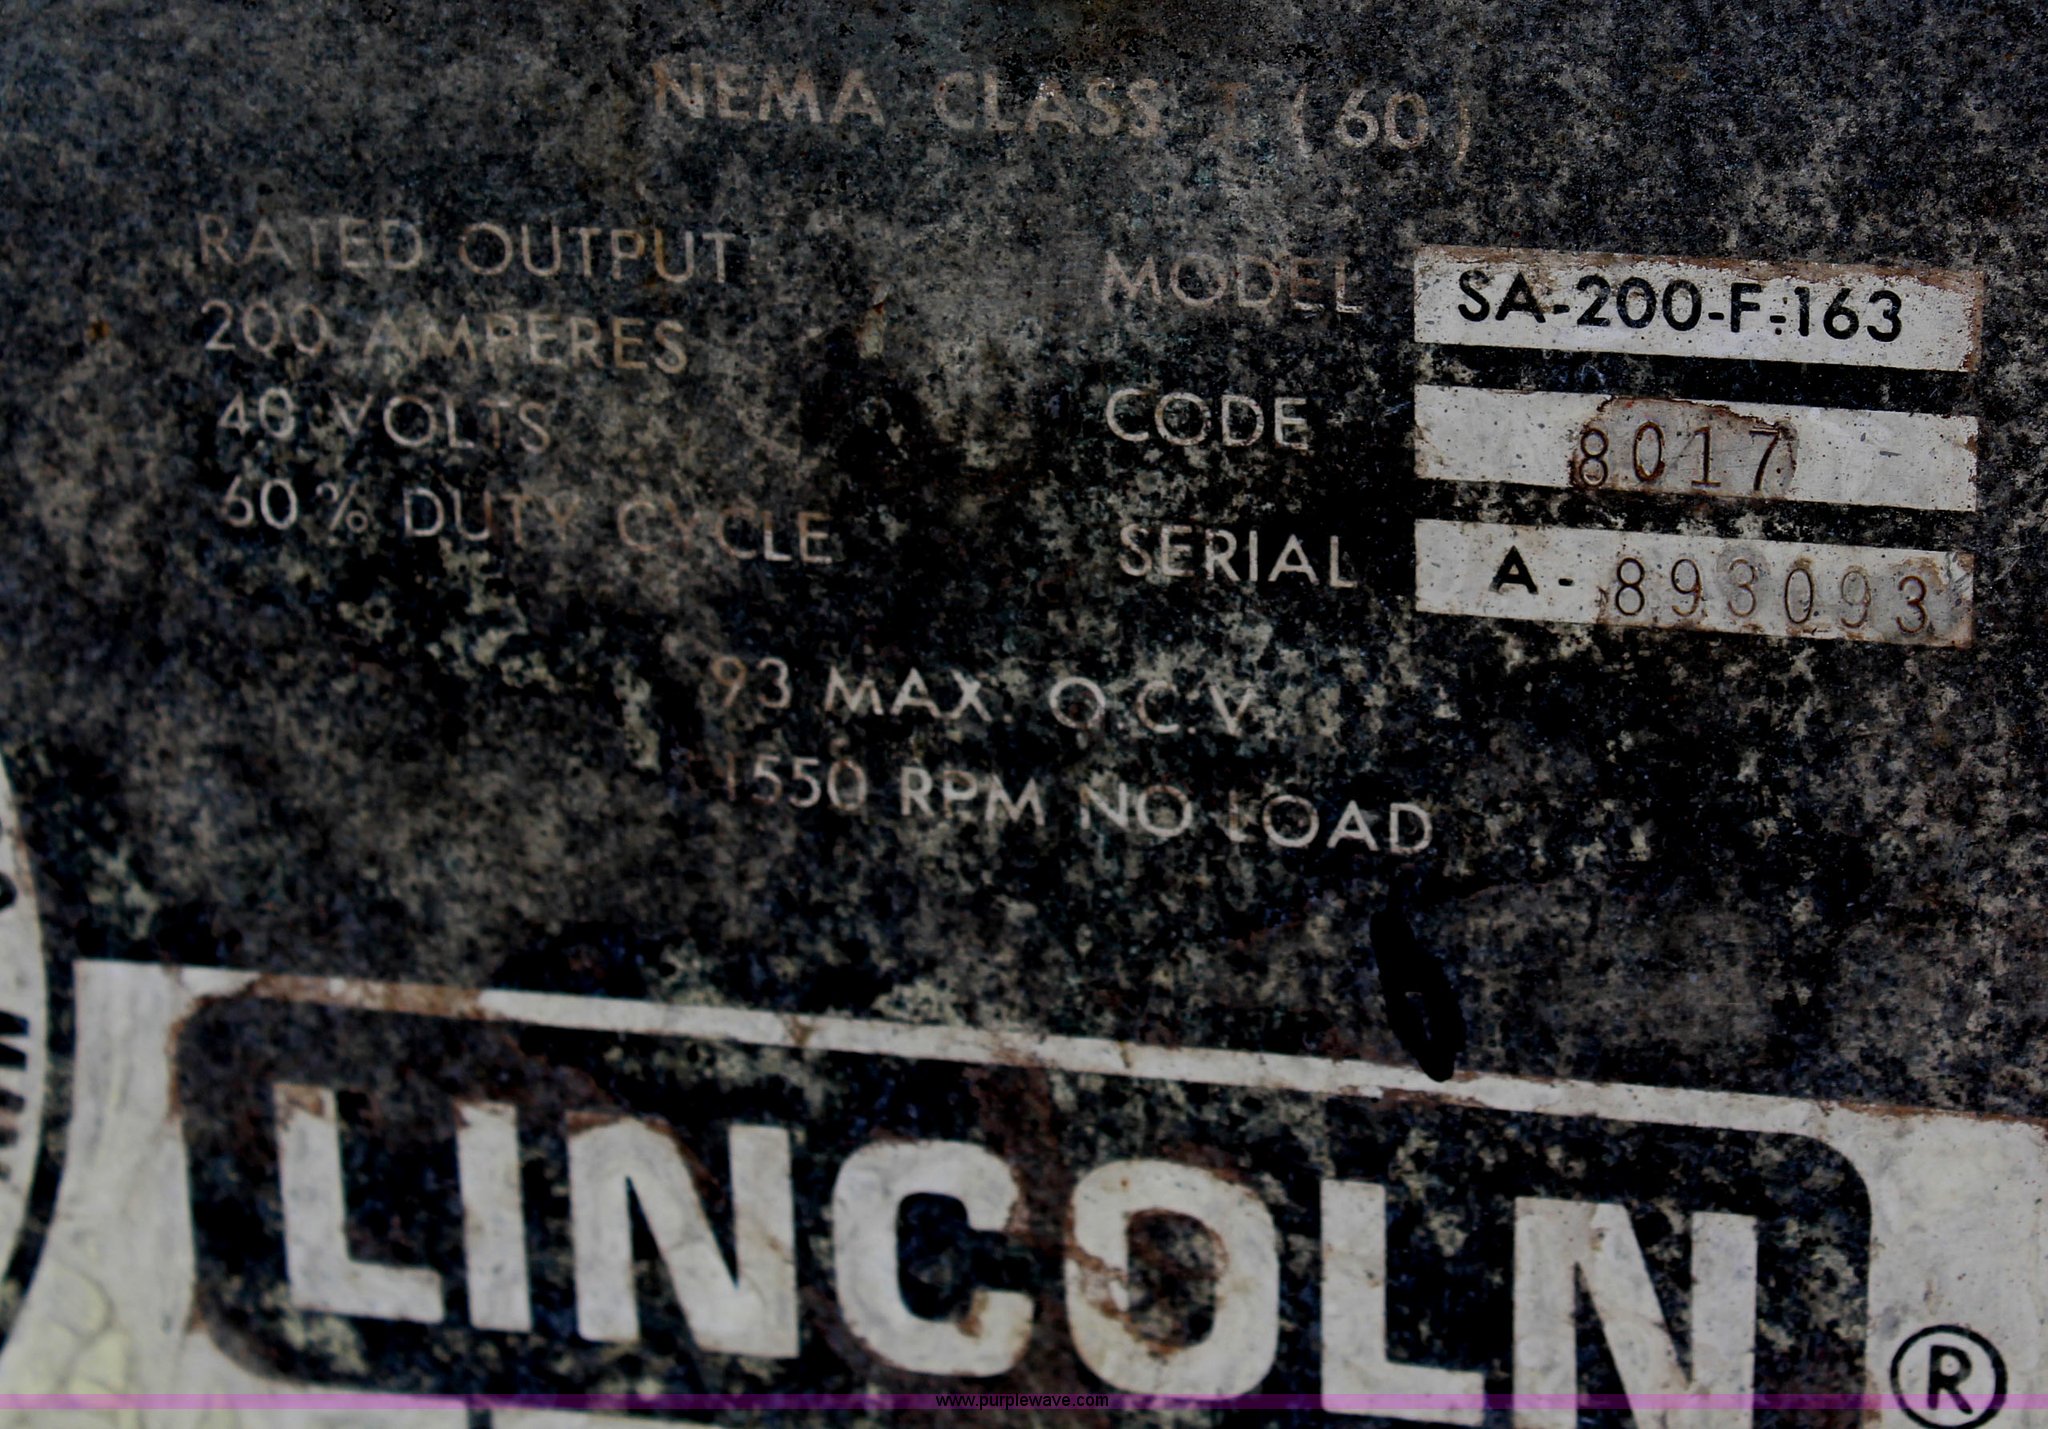 NEMA CLASS I (60)
RATED OUTPUT
200 AMPERES
40 VOLTS
60% DUTY CYCLE
MODEL SA-200-F-163
CODE 8017
SERIAL A-893093
93 MAX. O.C.V.
1550 RPM NO LOAD
LINCOLN ®
www.purplewave.com